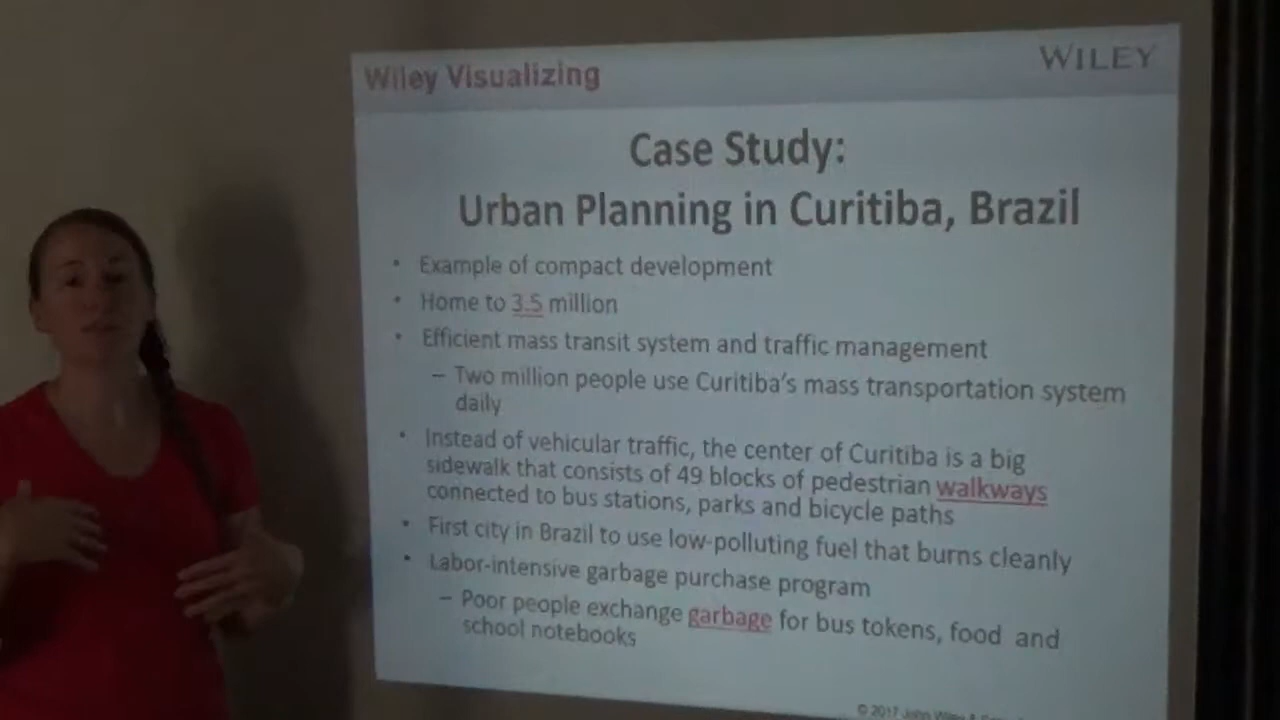 Wiley Visualizing
WILEY
Case Study:
Urban Planning in Curitiba, Brazil
• Example of compact development
• Home to 3.5 million
• Efficient mass transit system and traffic management
– Two million people use Curitiba's mass transportation system
daily
• Instead of vehicular traffic, the center of Curitiba is a big
sidewalk that consists of 49 blocks of pedestrian walkways
connected to bus stations, parks and bicycle paths
• First city in Brazil to use low-polluting fuel that burns cleanly
• Labor-intensive garbage purchase program
– Poor people exchange garbage for bus tokens, food and
school notebooks
© 2017 John Wiley &